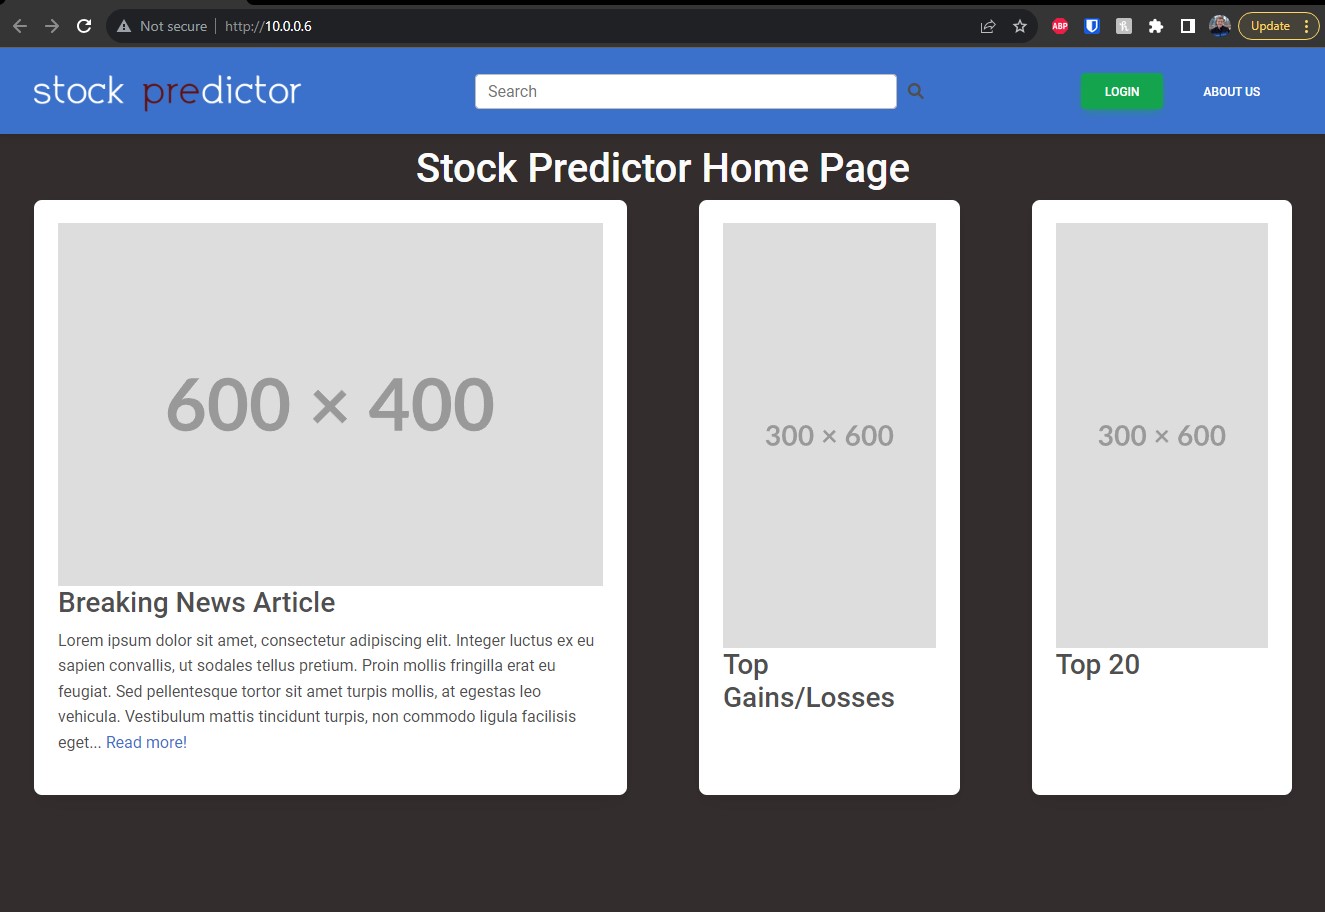 Not secure | http://10.0.0.6
ABP
Update
stock predictor
Search
LOGIN
ABOUT US
Stock Predictor Home Page
600 × 400
Breaking News Article
Lorem ipsum dolor sit amet, consectetur adipiscing elit. Integer luctus ex eu
sapien convallis, ut sodales tellus pretium. Proin mollis fringilla erat eu
feugiat. Sed pellentesque tortor sit amet turpis mollis, at egestas leo
vehicula. Vestibulum mattis tincidunt turpis, non commodo ligula facilisis
eget... Read more!
300 × 600
Top
Gains/Losses
300 × 600
Top 20